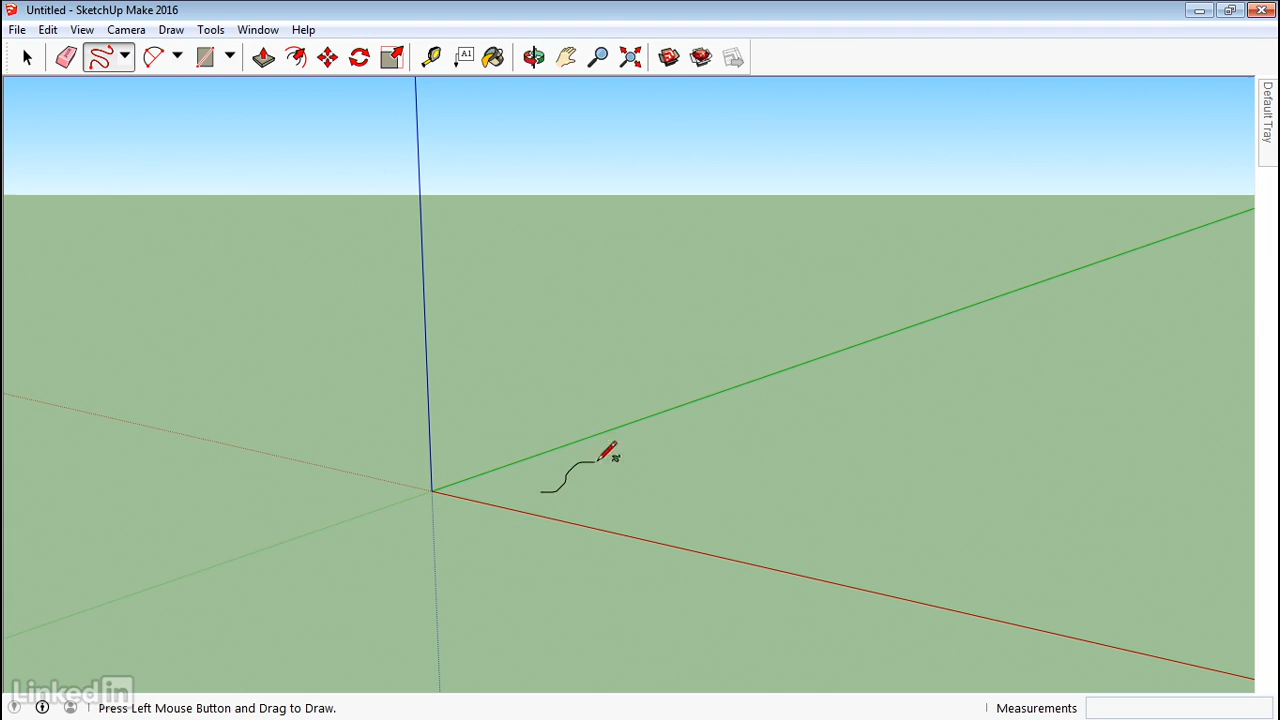 Untitled - SketchUp Make 2016
File Edit View Camera Draw Tools Window Help
A1
Default Tray
Linked in
Press Left Mouse Button and Drag to Draw.
Measurements